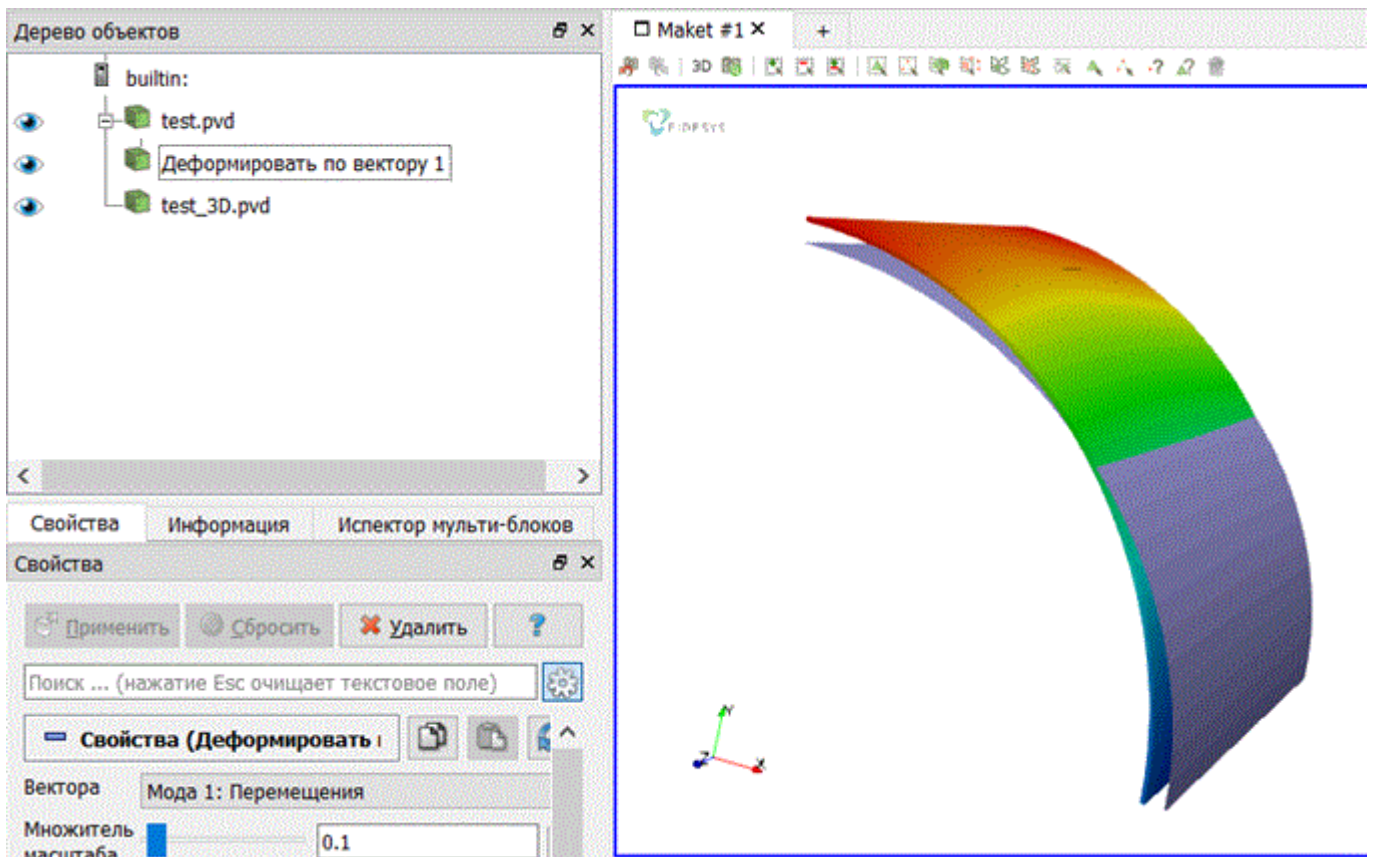 Дерево объектов
builtin:
test.pvd
Деформировать по вектору 1
test_3D.pvd
Свойства Информация Испектор мульти-блоков
Свойства
Применить Сбросить Удалить ?
Поиск ... (нажатие Esc очищает текстовое поле)
Свойства (Деформировать
Вектора Мода 1: Перемещения
Множитель 0.1
масштаба
Maket #1 +
3D
FIDESYS
Y
Z X